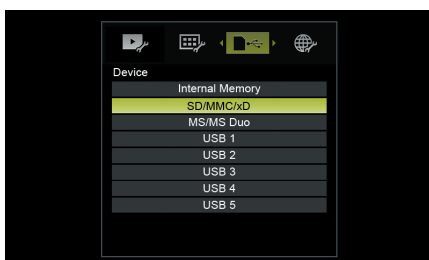 Device
Internal Memory
SD/MMC/xD
MS/MS Duo
USB 1
USB 2
USB 3
USB 4
USB 5